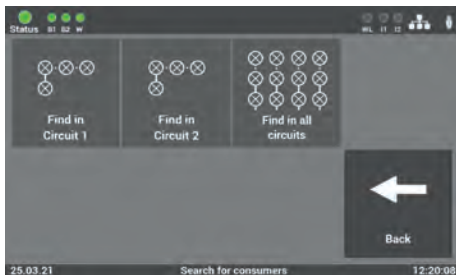 Status S1 S2 W WL I1 I2
Find in
Circuit 1
Find in
Circuit 2
Find in all
circuits
Back
25.03.21 Search for consumers 12:20:08